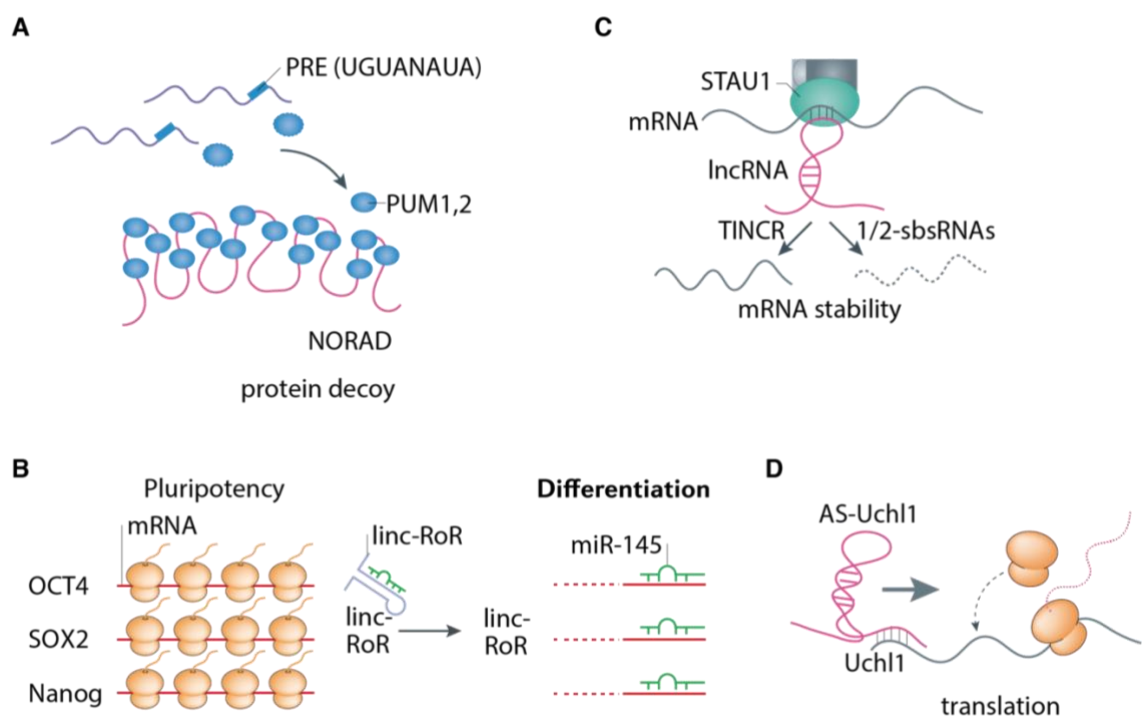 A
PRE (UGUANAUA)
PUM1,2
NORAD
protein decoy
C
STAU1
mRNA
lncRNA
TINCR
1/2-sbsRNAs
mRNA stability
B
Pluripotency
mRNA
OCT4
SOX2
Nanog
linc-RoR
linc-
RoR
linc-
RoR
Differentiation
miR-145
D
AS-Uchl1
Uchl1
translation